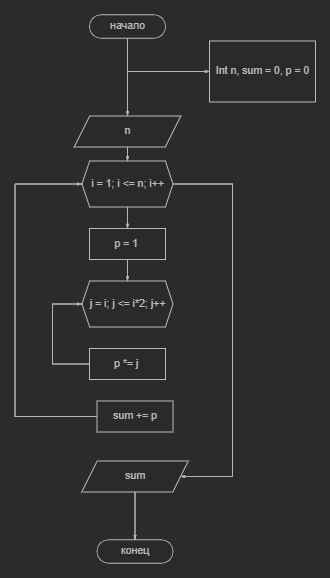 начало
Int n, sum = 0, p = 0
n
i = 1; i <= n; i++
p = 1
j = i; j <= i*2; j++
p *= j
sum += p
sum
конец